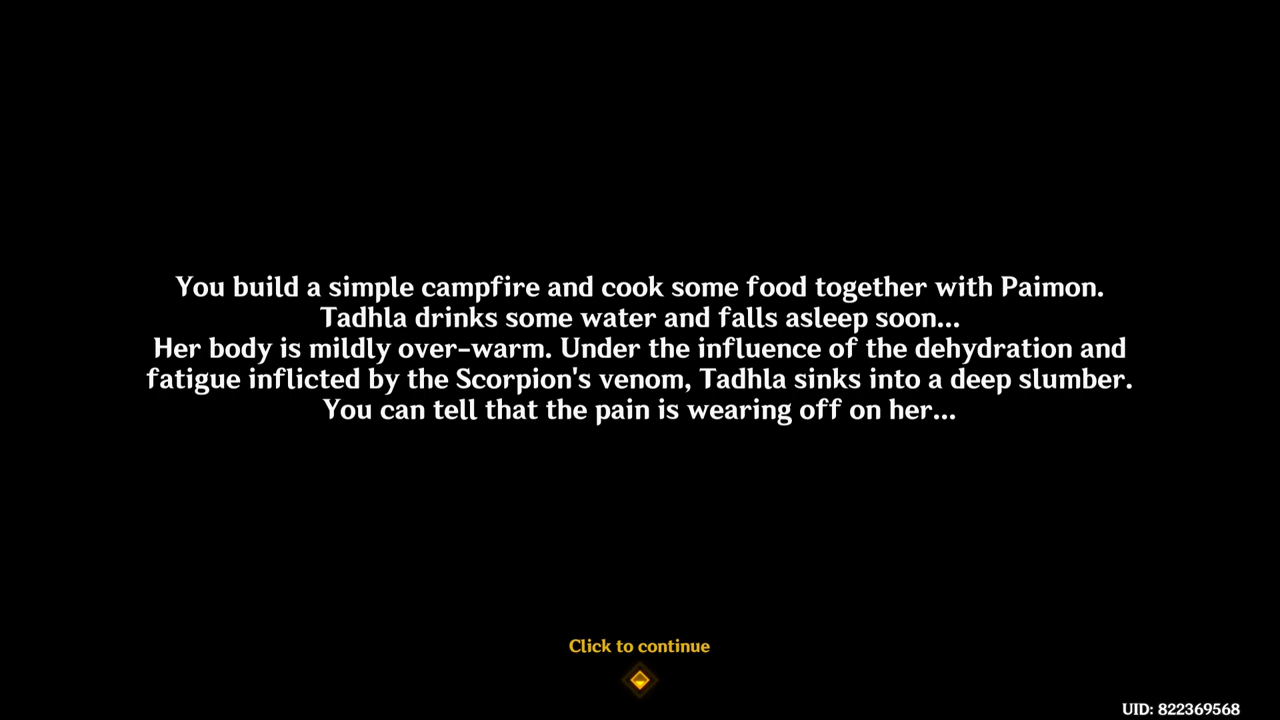 You build a simple campfire and cook some food together with Paimon.
Tadhla drinks some water and falls asleep soon...
Her body is mildly over-warm. Under the influence of the dehydration and
fatigue inflicted by the Scorpion's venom, Tadhla sinks into a deep slumber.
You can tell that the pain is wearing off on her...
Click to continue
UID: 822369568